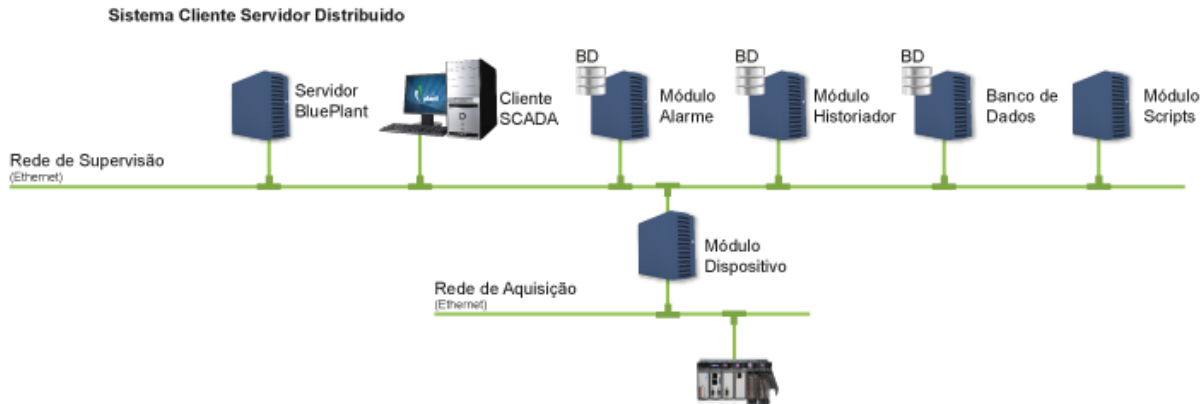 Sistema Cliente Servidor Distribuido
BD
BD
BD
Servidor
BluePlant
Cliente
SCADA
Módulo
Alarme
Módulo
Historiador
Banco de
Dados
Módulo
Scripts
Rede de Supervisão
(Ethernet)
Módulo
Dispositivo
Rede de Aquisição
(Ethernet)